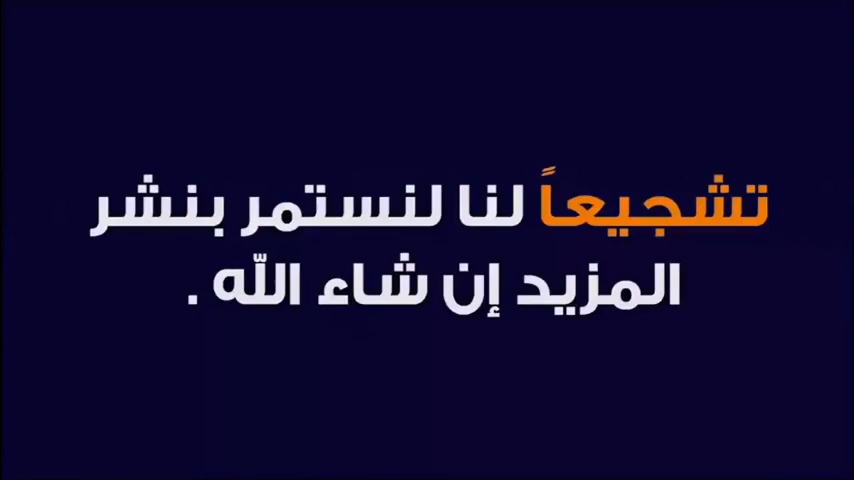 تشجيعاً لنا لنستمر بنشر
المزيد إن شاء الله .